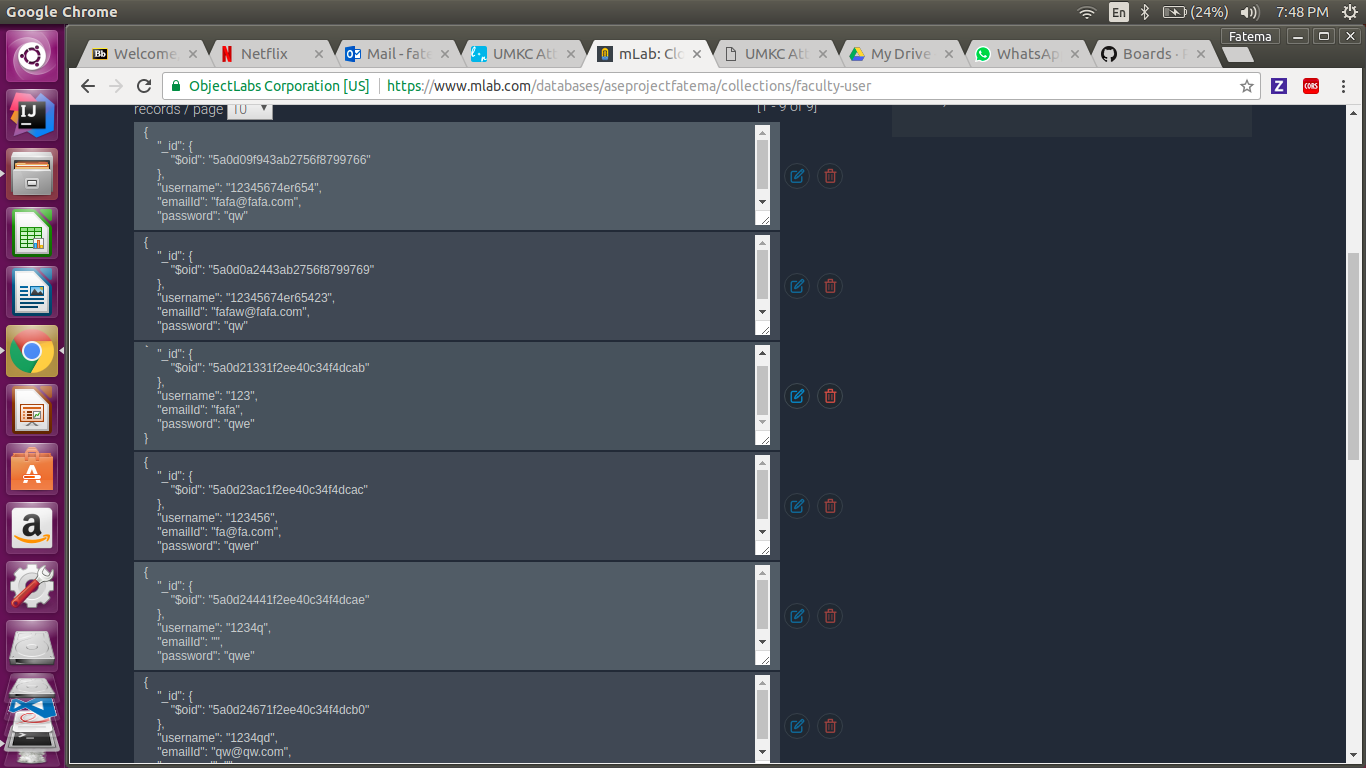 Google Chrome
En
(24%)
7:48 PM
Fatema
Bb Welcome,
N Netflix
Mail - fate
UMKC Att
mLab: Clo
UMKC Att
My Drive
WhatsAp
Boards -
ObjectLabs Corporation [US]
https://www.mlab.com/databases/aseprojectfatema/collections/faculty-user
Z
CORS
records / page 10
[1 - 9 of 9]
{
"_id": {
"$oid": "5a0d09f943ab2756f8799766"
},
"username": "12345674er654",
"emailId": "fafa@fafa.com",
"password": "qw"
{
"_id": {
"$oid": "5a0d0a2443ab2756f8799769"
},
"username": "12345674er65423",
"emailId": "fafaw@fafa.com",
"password": "qw"
"_id": {
"$oid": "5a0d21331f2ee40c34f4dcab"
},
"username": "123",
"emailId": "fafa",
"password": "qwe"
}
{
"_id": {
"$oid": "5a0d23ac1f2ee40c34f4dcac"
},
"username": "123456",
"emailId": "fa@fa.com",
"password": "qwer"
{
"_id": {
"$oid": "5a0d24441f2ee40c34f4dcae"
},
"username": "1234q",
"emailId": "",
"password": "qwe"
{
"_id": {
"$oid": "5a0d24671f2ee40c34f4dcb0"
},
"username": "1234qd",
"emailId": "qw@qw.com",
IJ
A
a